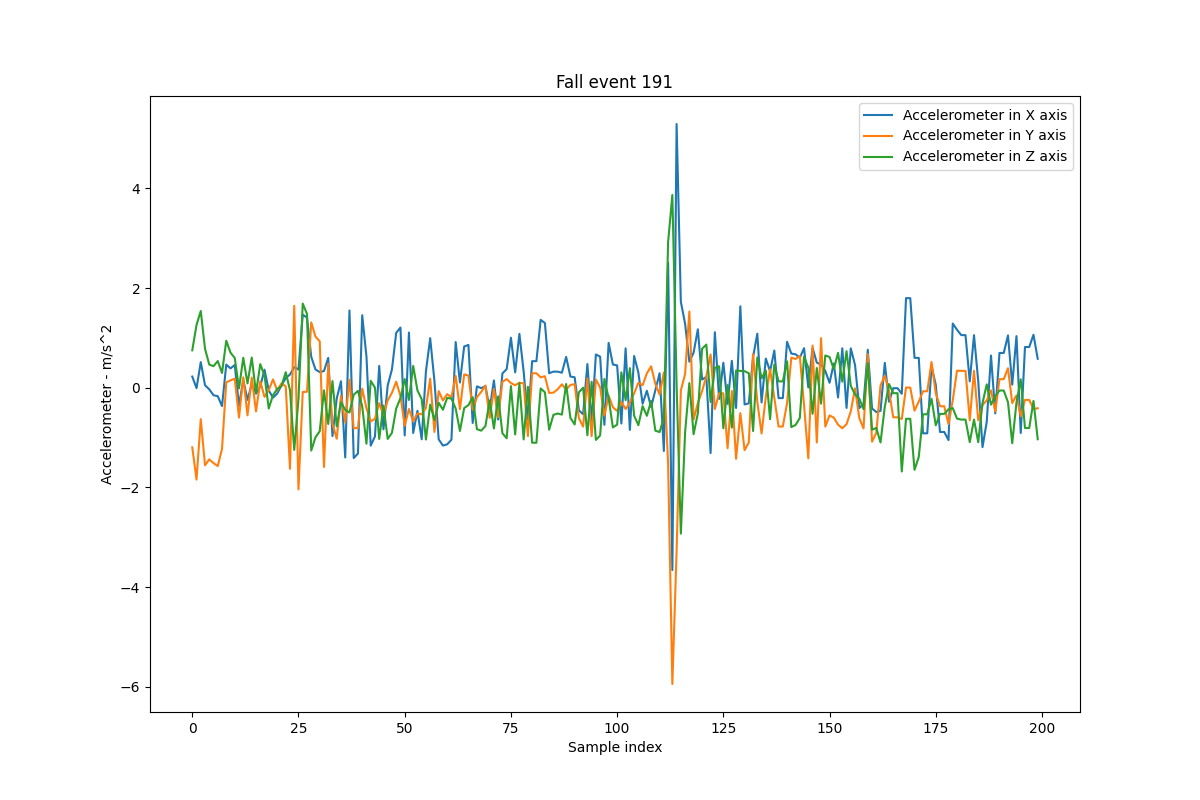 Fall event 191
Accelerometer in X axis
Accelerometer in Y axis
Accelerometer in Z axis
Accelerometer - m/s^2
4
2
0
−2
−4
−6
0 25 50 75 100 125 150 175 200
Sample index